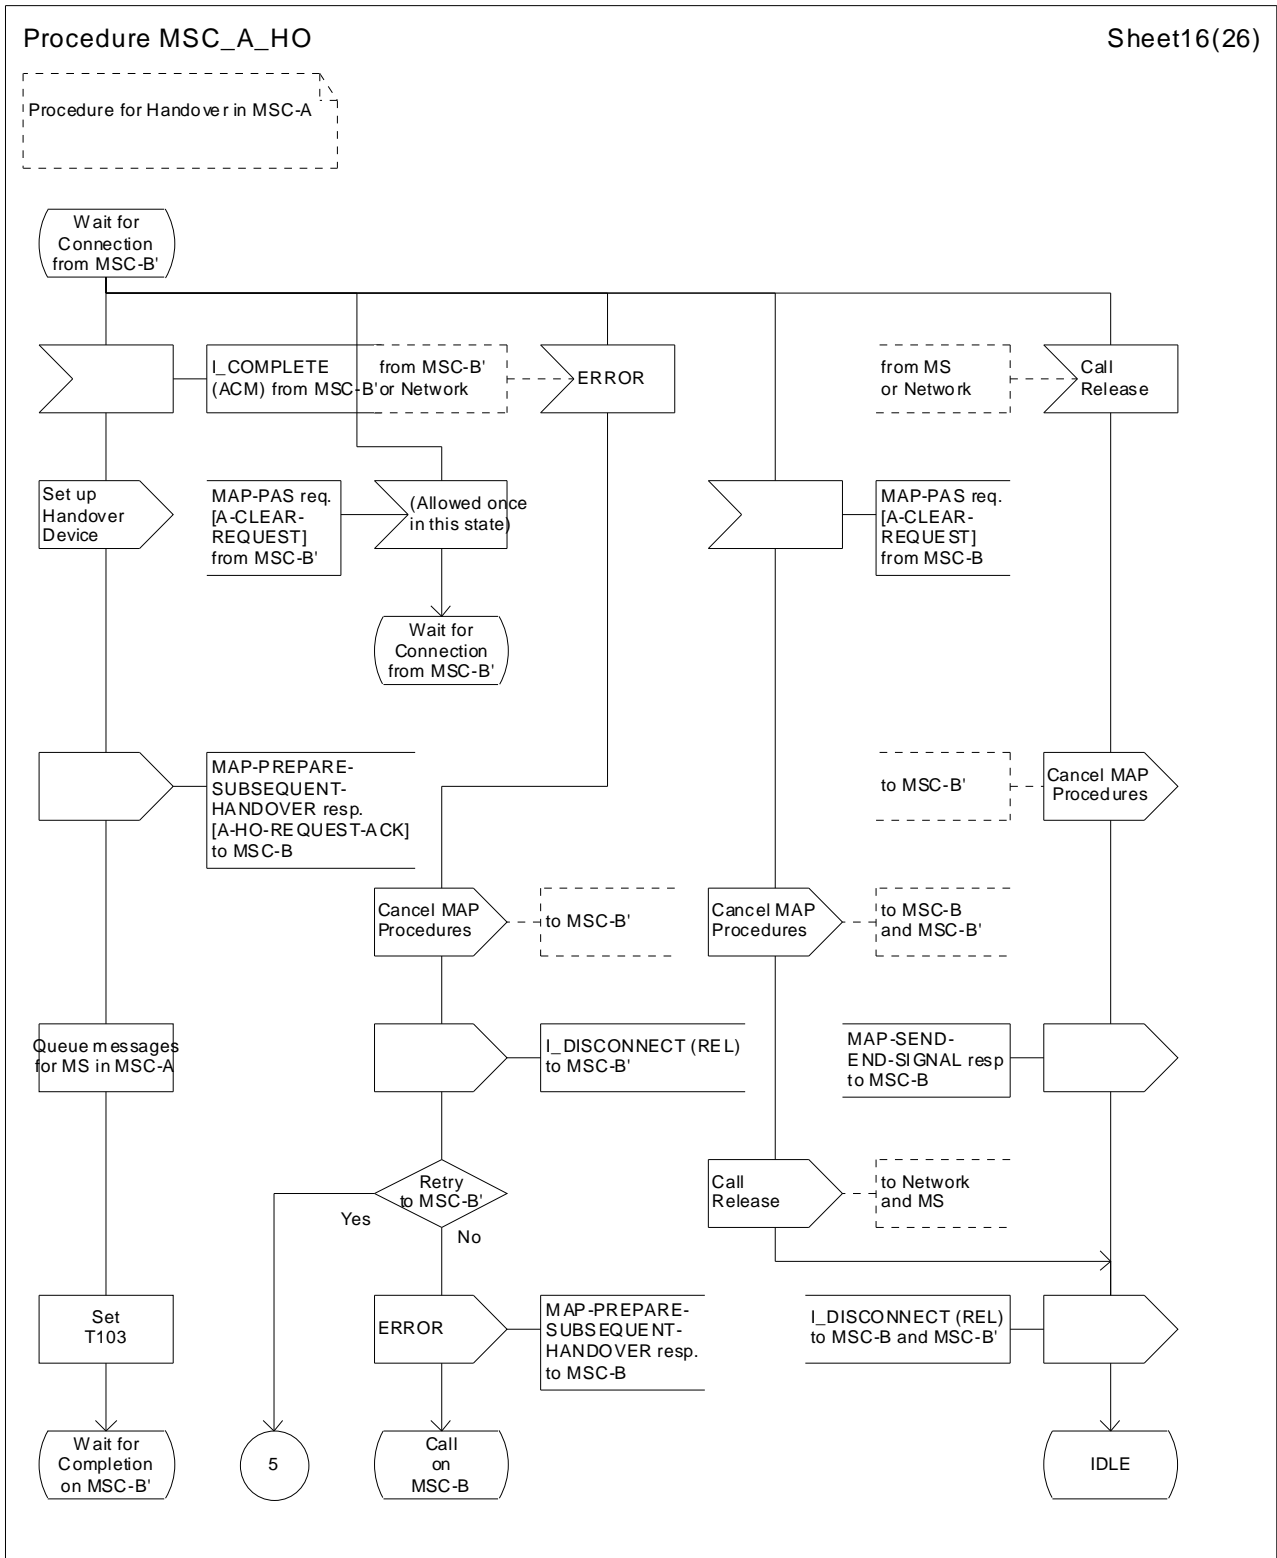 Procedure MSC_A_HO
Sheet16(26)
Procedure for Handover in MSC-A
Wait for
Connection
from MSC-B'
I_COMPLETE
(ACM) from MSC-B'
from MSC-B'
or Network
ERROR
from MS
or Network
Call
Release
Set up
Handover
Device
MAP-PAS req.
[A-CLEAR-
REQUEST]
from MSC-B'
(Allowed once
in this state)
MAP-PAS req.
[A-CLEAR-
REQUEST]
from MSC-B
Wait for
Connection
from MSC-B'
MAP-PREPARE-
SUBSEQUENT-
HANDOVER resp.
[A-HO-REQUEST-ACK]
to MSC-B
to MSC-B'
Cancel MAP
Procedures
Cancel MAP
Procedures
to MSC-B'
Cancel MAP
Procedures
to MSC-B
and MSC-B'
Queue messages
for MS in MSC-A
I_DISCONNECT (REL)
to MSC-B'
MAP-SEND-
END-SIGNAL resp
to MSC-B
Retry
to MSC-B'
Yes
No
Call
Release
to Network
and MS
Set
T103
ERROR
MAP-PREPARE-
SUBSEQUENT-
HANDOVER resp.
to MSC-B
I_DISCONNECT (REL)
to MSC-B and MSC-B'
Wait for
Completion
on MSC-B'
5
Call
on
MSC-B
IDLE